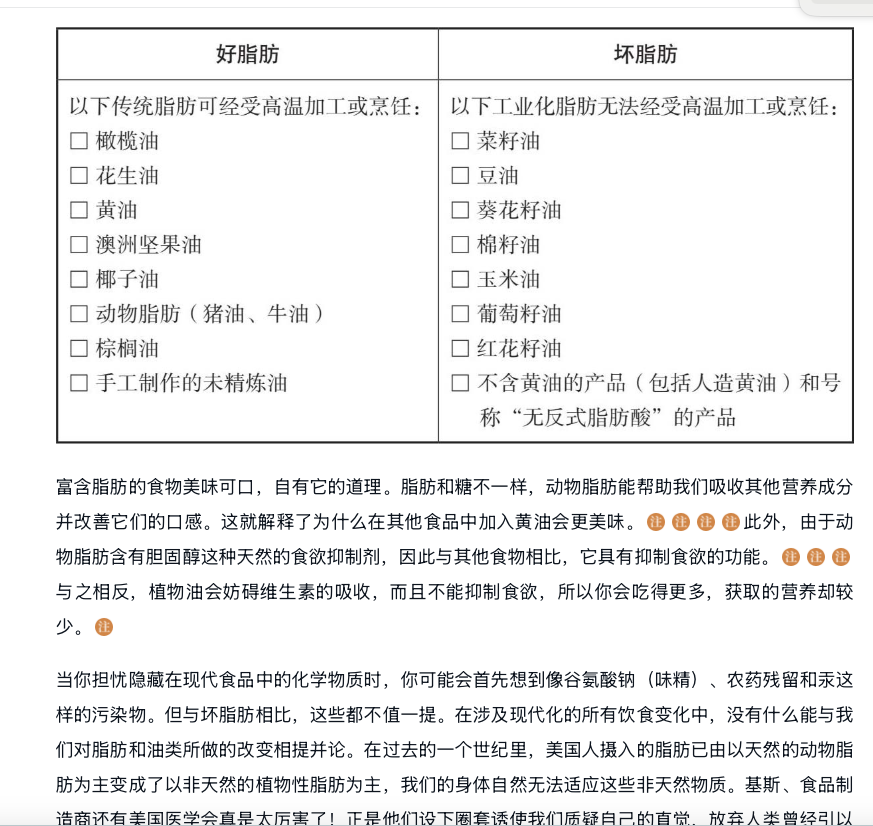 好脂肪
坏脂肪
以下传统脂肪可经受高温加工或烹饪：
□ 橄榄油
□ 花生油
□ 黄油
□ 澳洲坚果油
□ 椰子油
□ 动物脂肪（猪油、牛油）
□ 棕榈油
□ 手工制作的未精炼油
以下工业化脂肪无法经受高温加工或烹饪：
□ 菜籽油
□ 豆油
□ 葵花籽油
□ 棉籽油
□ 玉米油
□ 葡萄籽油
□ 红花籽油
□ 不含黄油的产品（包括人造黄油）和号
称“无反式脂肪酸”的产品
富含脂肪的食物美味可口，自有它的道理。脂肪和糖不一样，动物脂肪能帮助我们吸收其他营养成分
并改善它们的口感。这就解释了为什么在其他食品中加入黄油会更美味。注 注 注 注 此外，由于动
物脂肪含有胆固醇这种天然的食欲抑制剂，因此与其他食物相比，它具有抑制食欲的功能。注 注 注
与之相反，植物油会妨碍维生素的吸收，而且不能抑制食欲，所以你会吃得更多，获取的营养却较
少。注
当你担忧隐藏在现代食品中的化学物质时，你可能会首先想到像谷氨酸钠（味精）、农药残留和汞这
样的污染物。但与坏脂肪相比，这些都不值一提。在涉及现代化的所有饮食变化中，没有什么能与我
们对脂肪和油类所做的改变相提并论。在过去的一个世纪里，美国人摄入的脂肪已由以天然的动物脂
肪为主变成了以非天然的植物性脂肪为主，我们的身体自然无法适应这些非天然物质。基斯、食品制
造商还有美国医学会真是太厉害了！正是他们设下圈套诱使我们质疑自己的直觉，放弃人类曾经引以